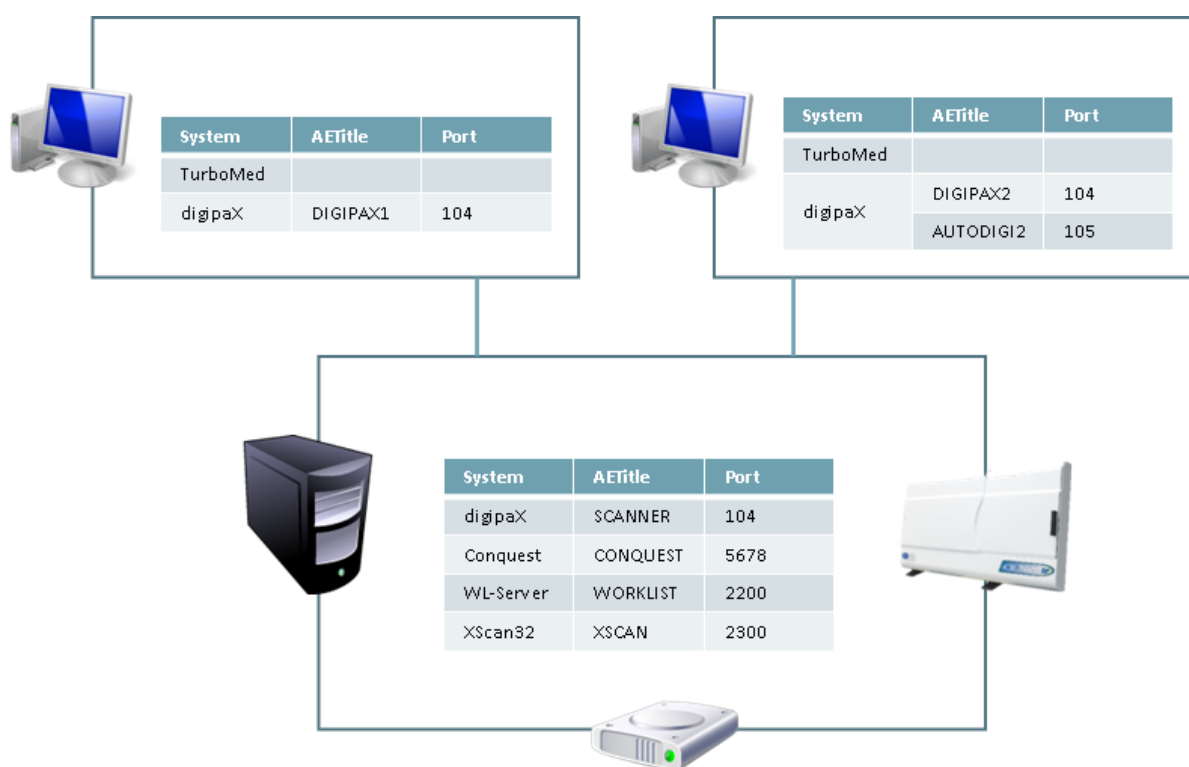 System AETitle Port
TurboMed
digipaX DIGIPAX1 104
System AETitle Port
TurboMed
digipaX DIGIPAX2 104
AUTODIGI2 105
System AETitle Port
digipaX SCANNER 104
Conquest CONQUEST 5678
WL-Server WORKLIST 2200
XScan32 XSCAN 2300